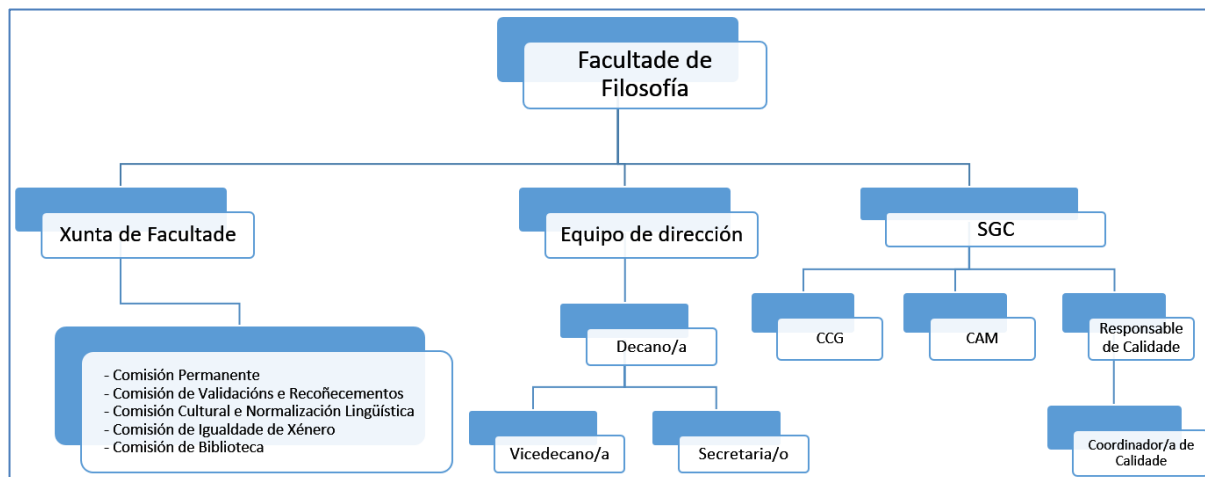 Facultade de
Filosofía
Xunta de Facultade
Equipo de dirección
SGC
- Comisión Permanente
- Comisión de Validacións e Recoñecementos
- Comisión Cultural e Normalización Lingüística
- Comisión de Igualdade de Xénero
- Comisión de Biblioteca
Decano/a
Vicedecano/a
Secretaria/o
CCG
CAM
Responsable
de Calidade
Coordinador/a de
Calidade